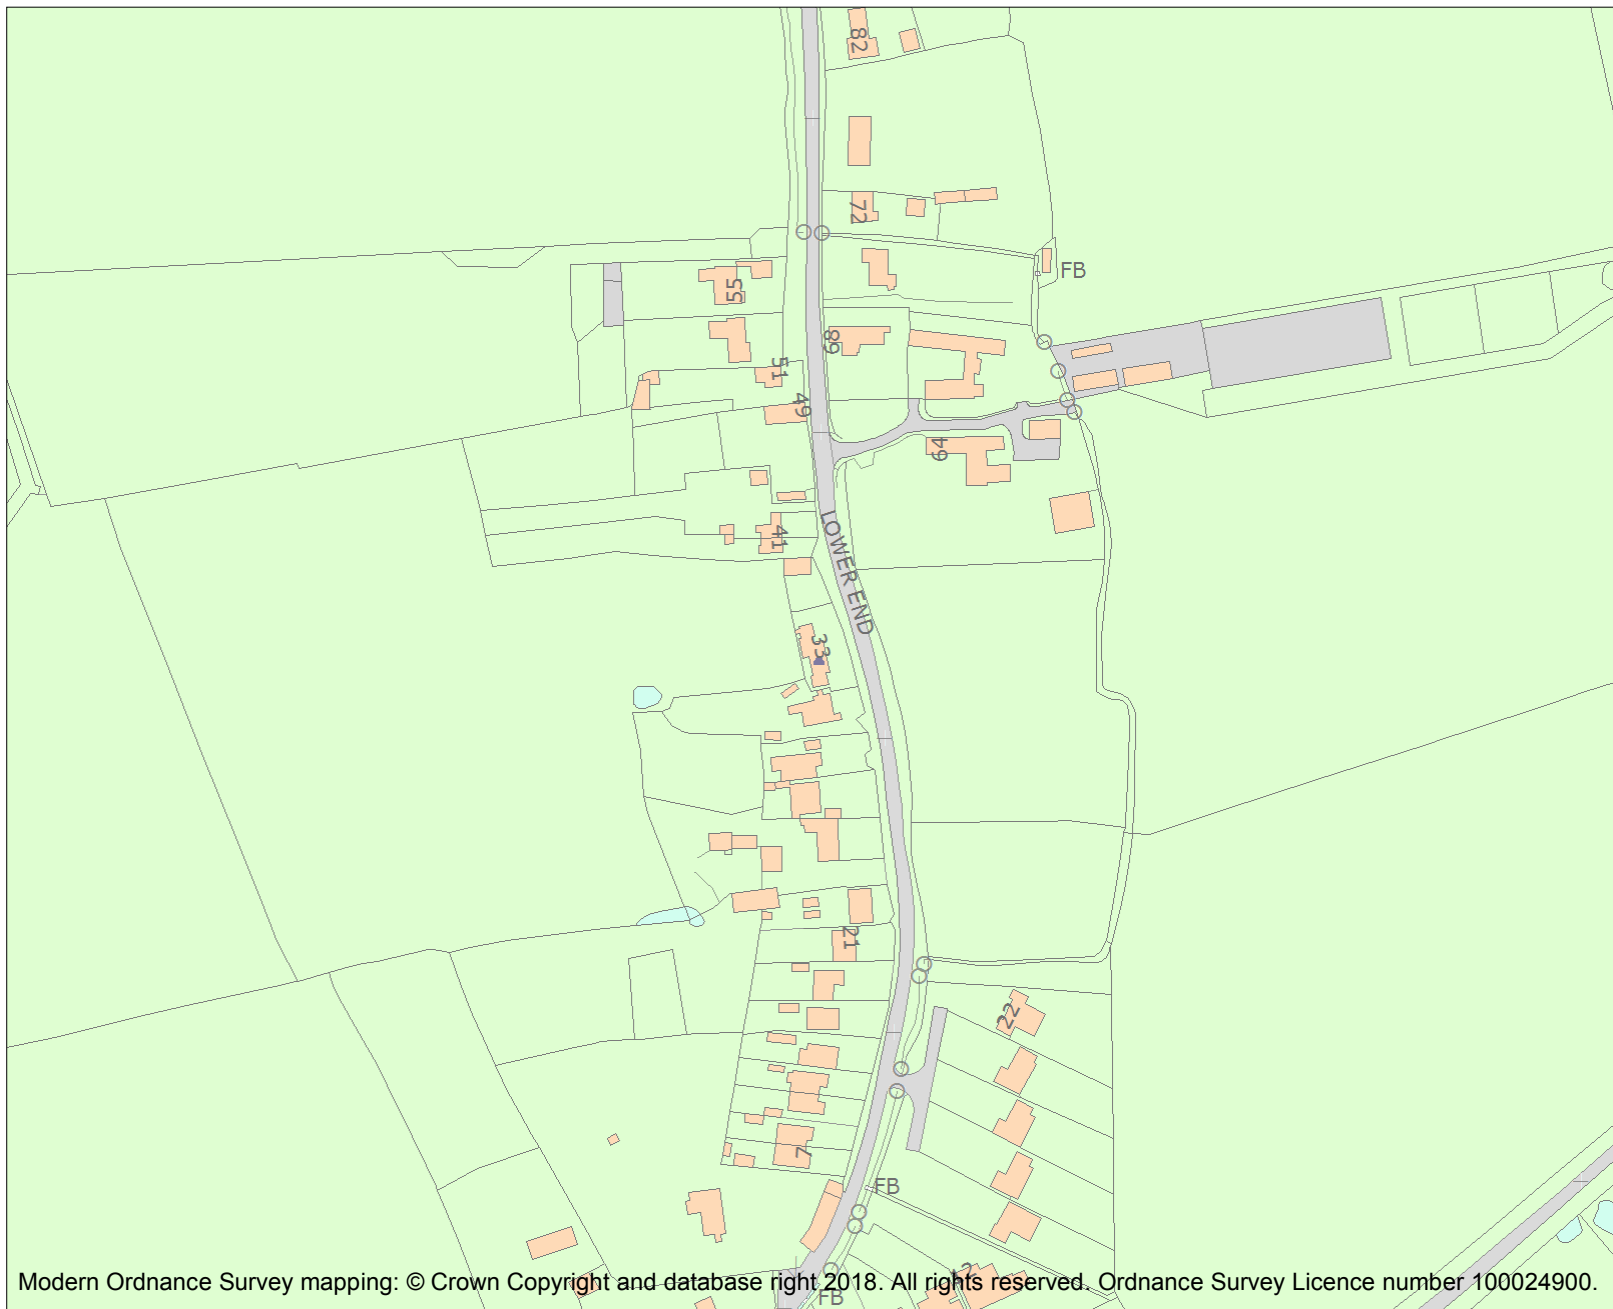 82
72
FB
55
68
51
49
64
41
LOWER END
33
21
22
7
FB
12
Modern Ordnance Survey mapping: © Crown Copyright and database right 2018. All rights reserved. Ordnance Survey Licence number 100024900.
FB